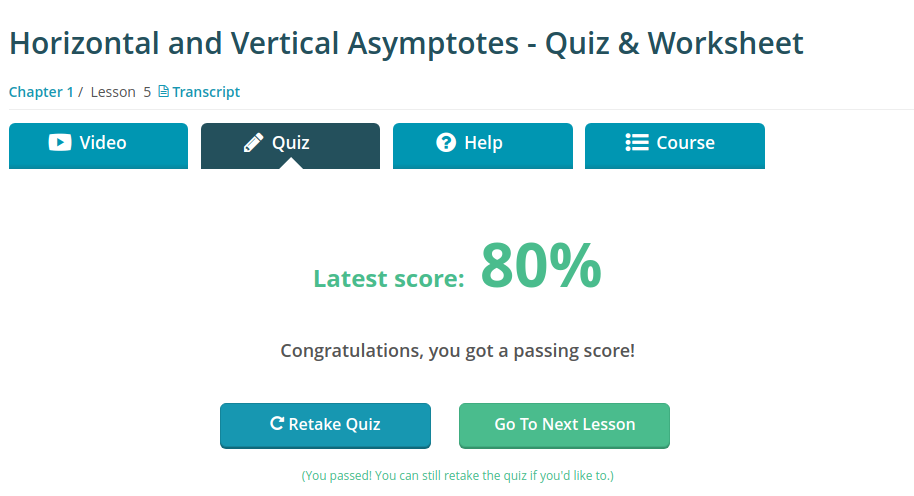 Horizontal and Vertical Asymptotes - Quiz & Worksheet
Chapter 1 / Lesson 5 Transcript
Video Quiz Help Course
Latest score: 80%
Congratulations, you got a passing score!
Retake Quiz Go To Next Lesson
(You passed! You can still retake the quiz if you'd like to.)